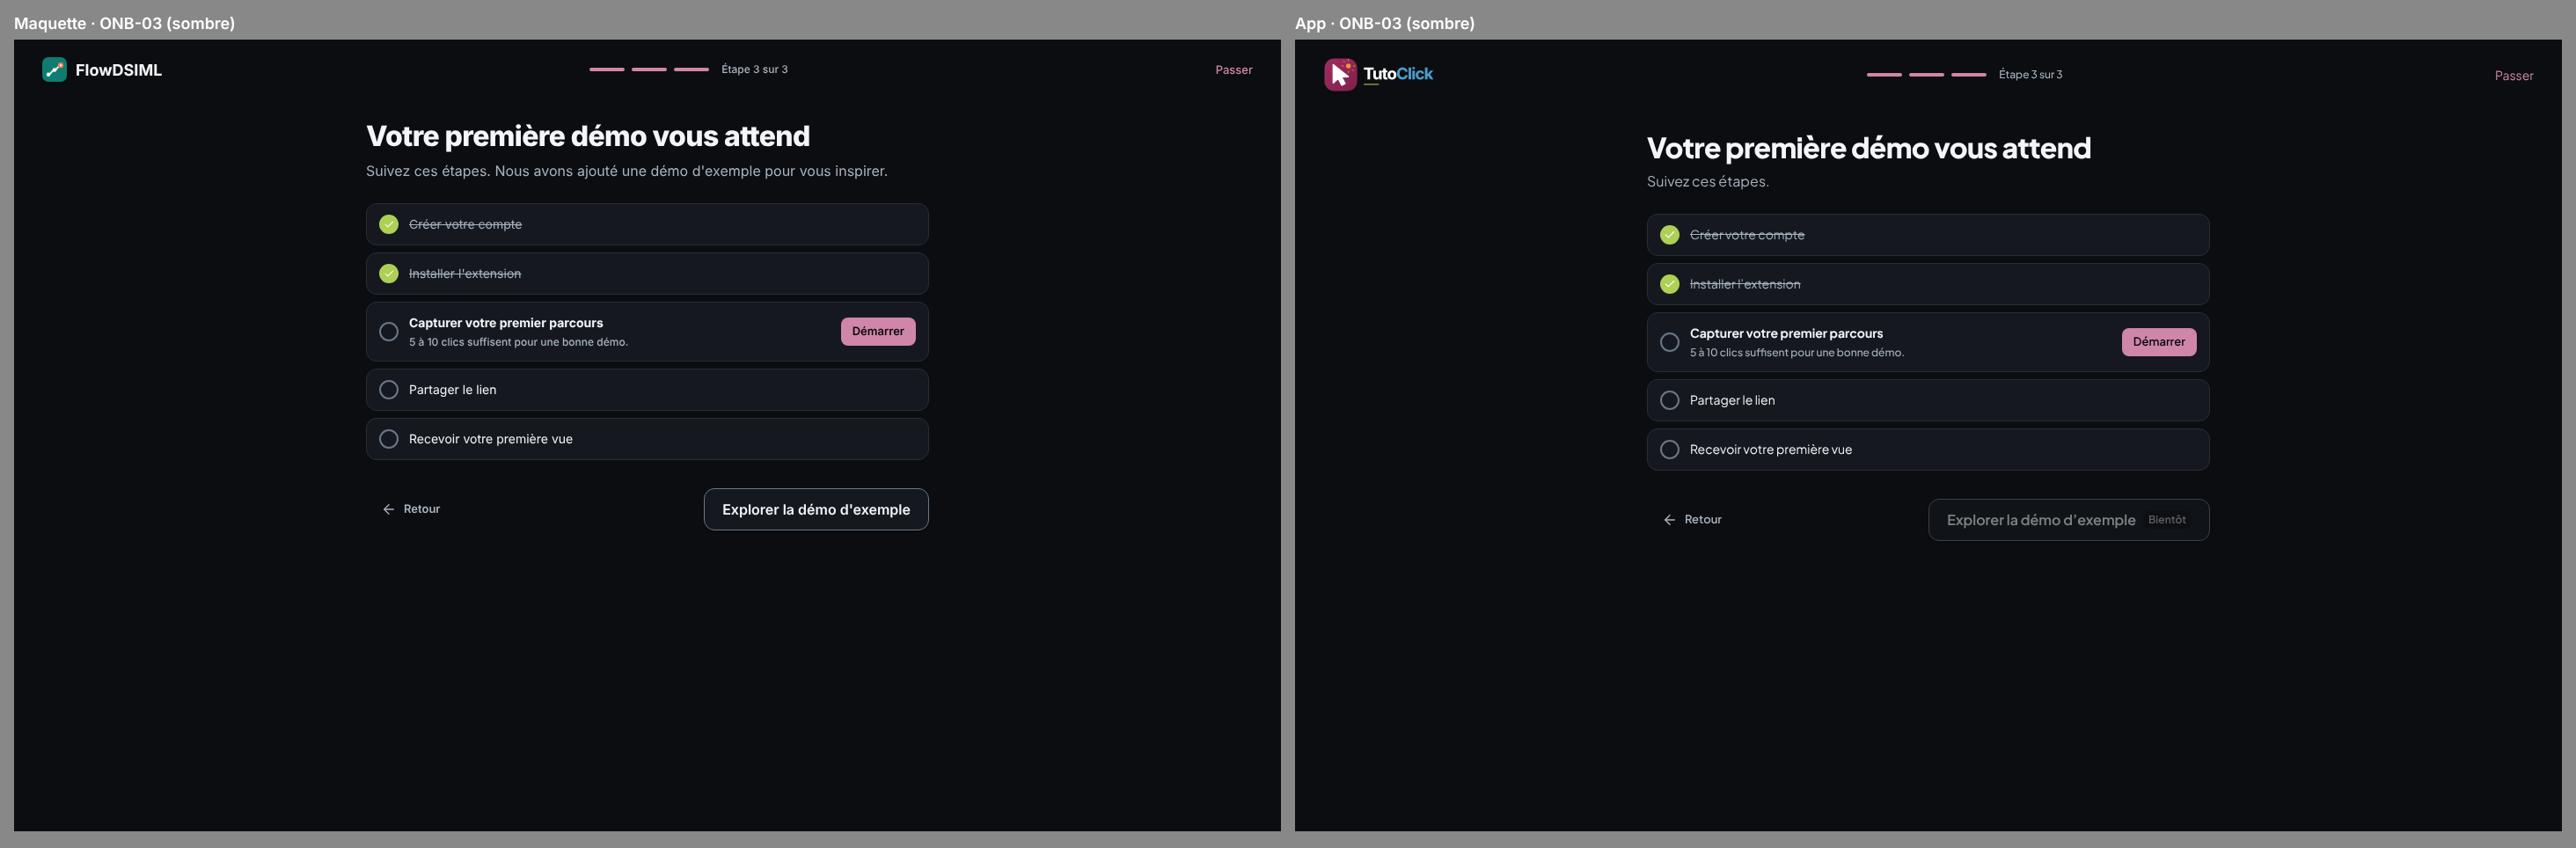 Maquette · ONB-03 (sombre)
FlowDSIML
Étape 3 sur 3
Passer
Votre première démo vous attend
Suivez ces étapes. Nous avons ajouté une démo d'exemple pour vous inspirer.
Créer votre compte
Installer l'extension
Capturer votre premier parcours
5 à 10 clics suffisent pour une bonne démo.
Démarrer
Partager le lien
Recevoir votre première vue
Retour
Explorer la démo d'exemple
App · ONB-03 (sombre)
TutoClick
Étape 3 sur 3
Passer
Votre première démo vous attend
Suivez ces étapes.
Créer votre compte
Installer l'extension
Capturer votre premier parcours
5 à 10 clics suffisent pour une bonne démo.
Démarrer
Partager le lien
Recevoir votre première vue
Retour
Explorer la démo d’exemple Bientôt